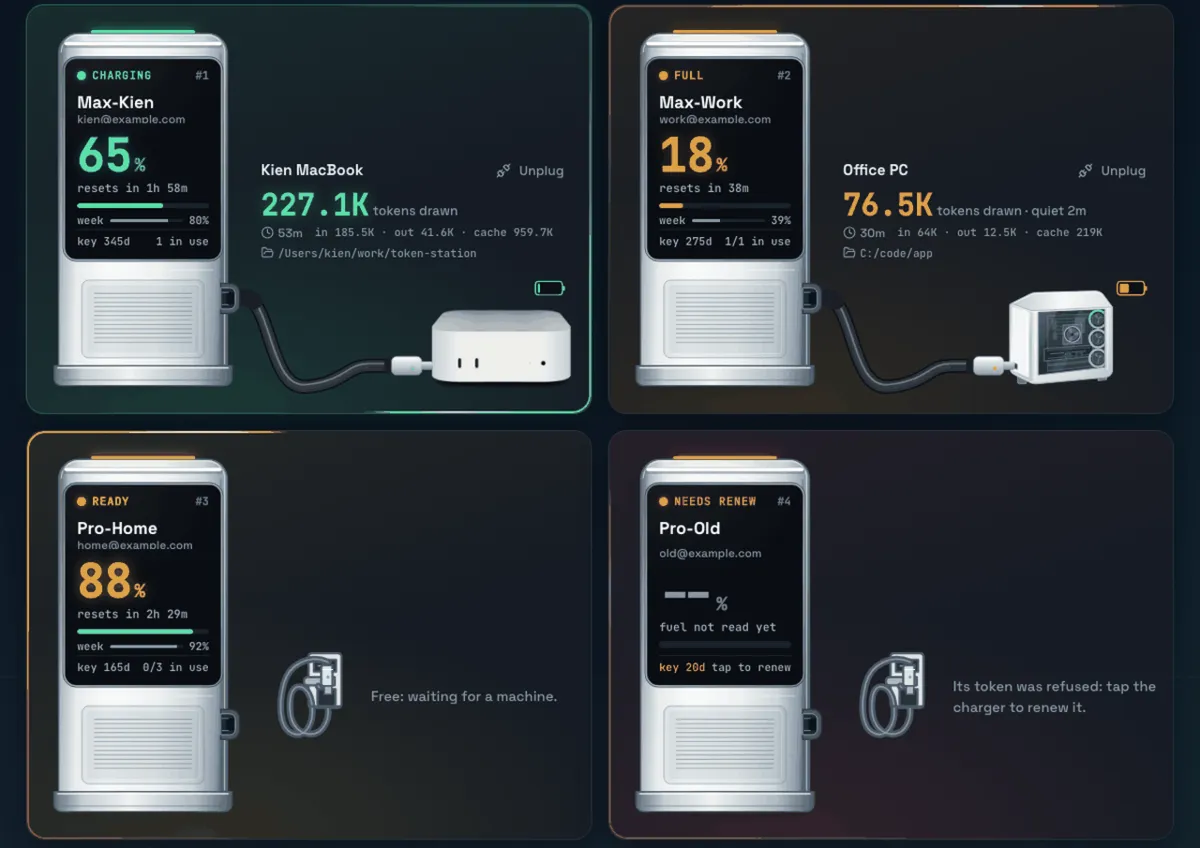 CHARGING #1
Max-Kien
kien@example.com
65%
resets in 1h 58m
week 80%
key 345d 1 in use
Kien MacBook Unplug
227.1K tokens drawn
53m in 185.5K · out 41.6K · cache 959.7K
/Users/kien/work/token-station
FULL #2
Max-Work
work@example.com
18%
resets in 38m
week 39%
key 275d 1/1 in use
Office PC Unplug
76.5K tokens drawn · quiet 2m
30m in 64K · out 12.5K · cache 219K
C:/code/app
READY #3
Pro-Home
home@example.com
88%
resets in 2h 29m
week 92%
key 165d 0/3 in use
Free: waiting for a machine.
NEEDS RENEW #4
Pro-Old
old@example.com
--%
fuel not read yet
key 20d tap to renew
Its token was refused: tap the
charger to renew it.